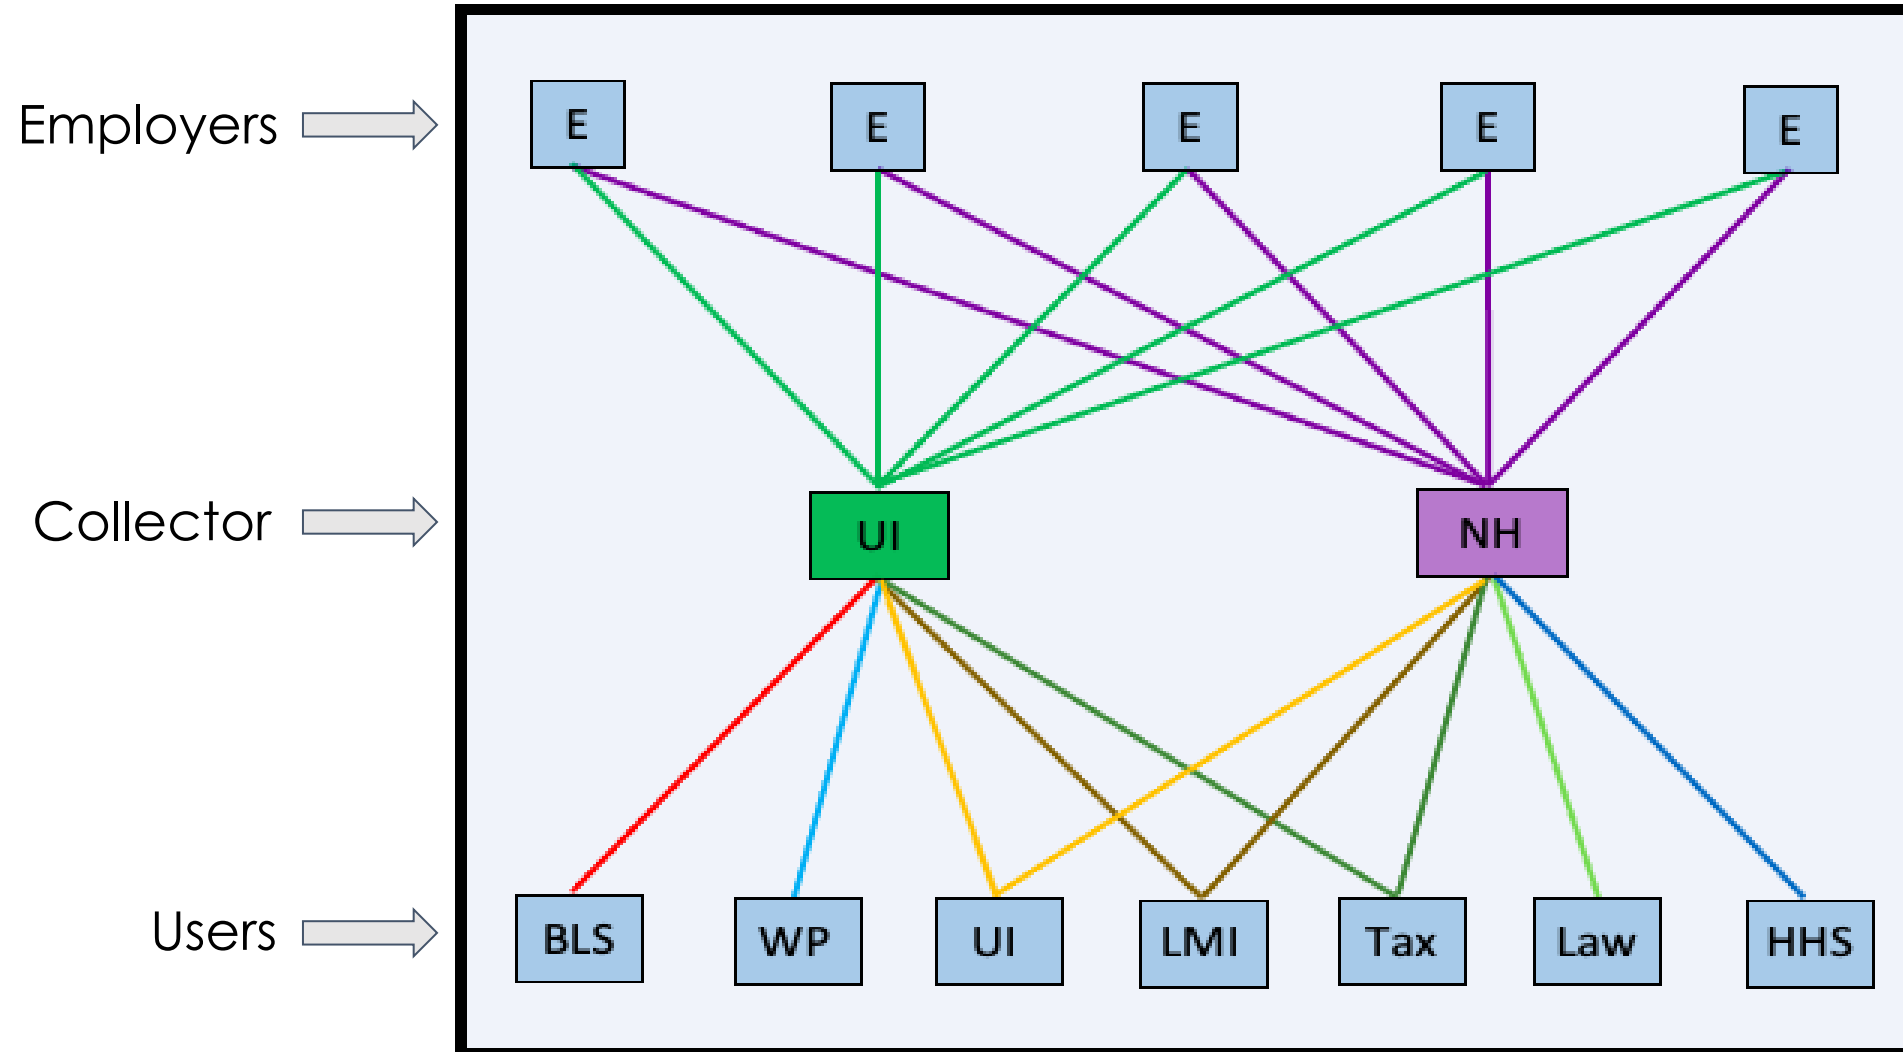 Employers
E
E
E
E
E
Collector
UI
NH
Users
BLS
WP
UI
LMI
Tax
Law
HHS